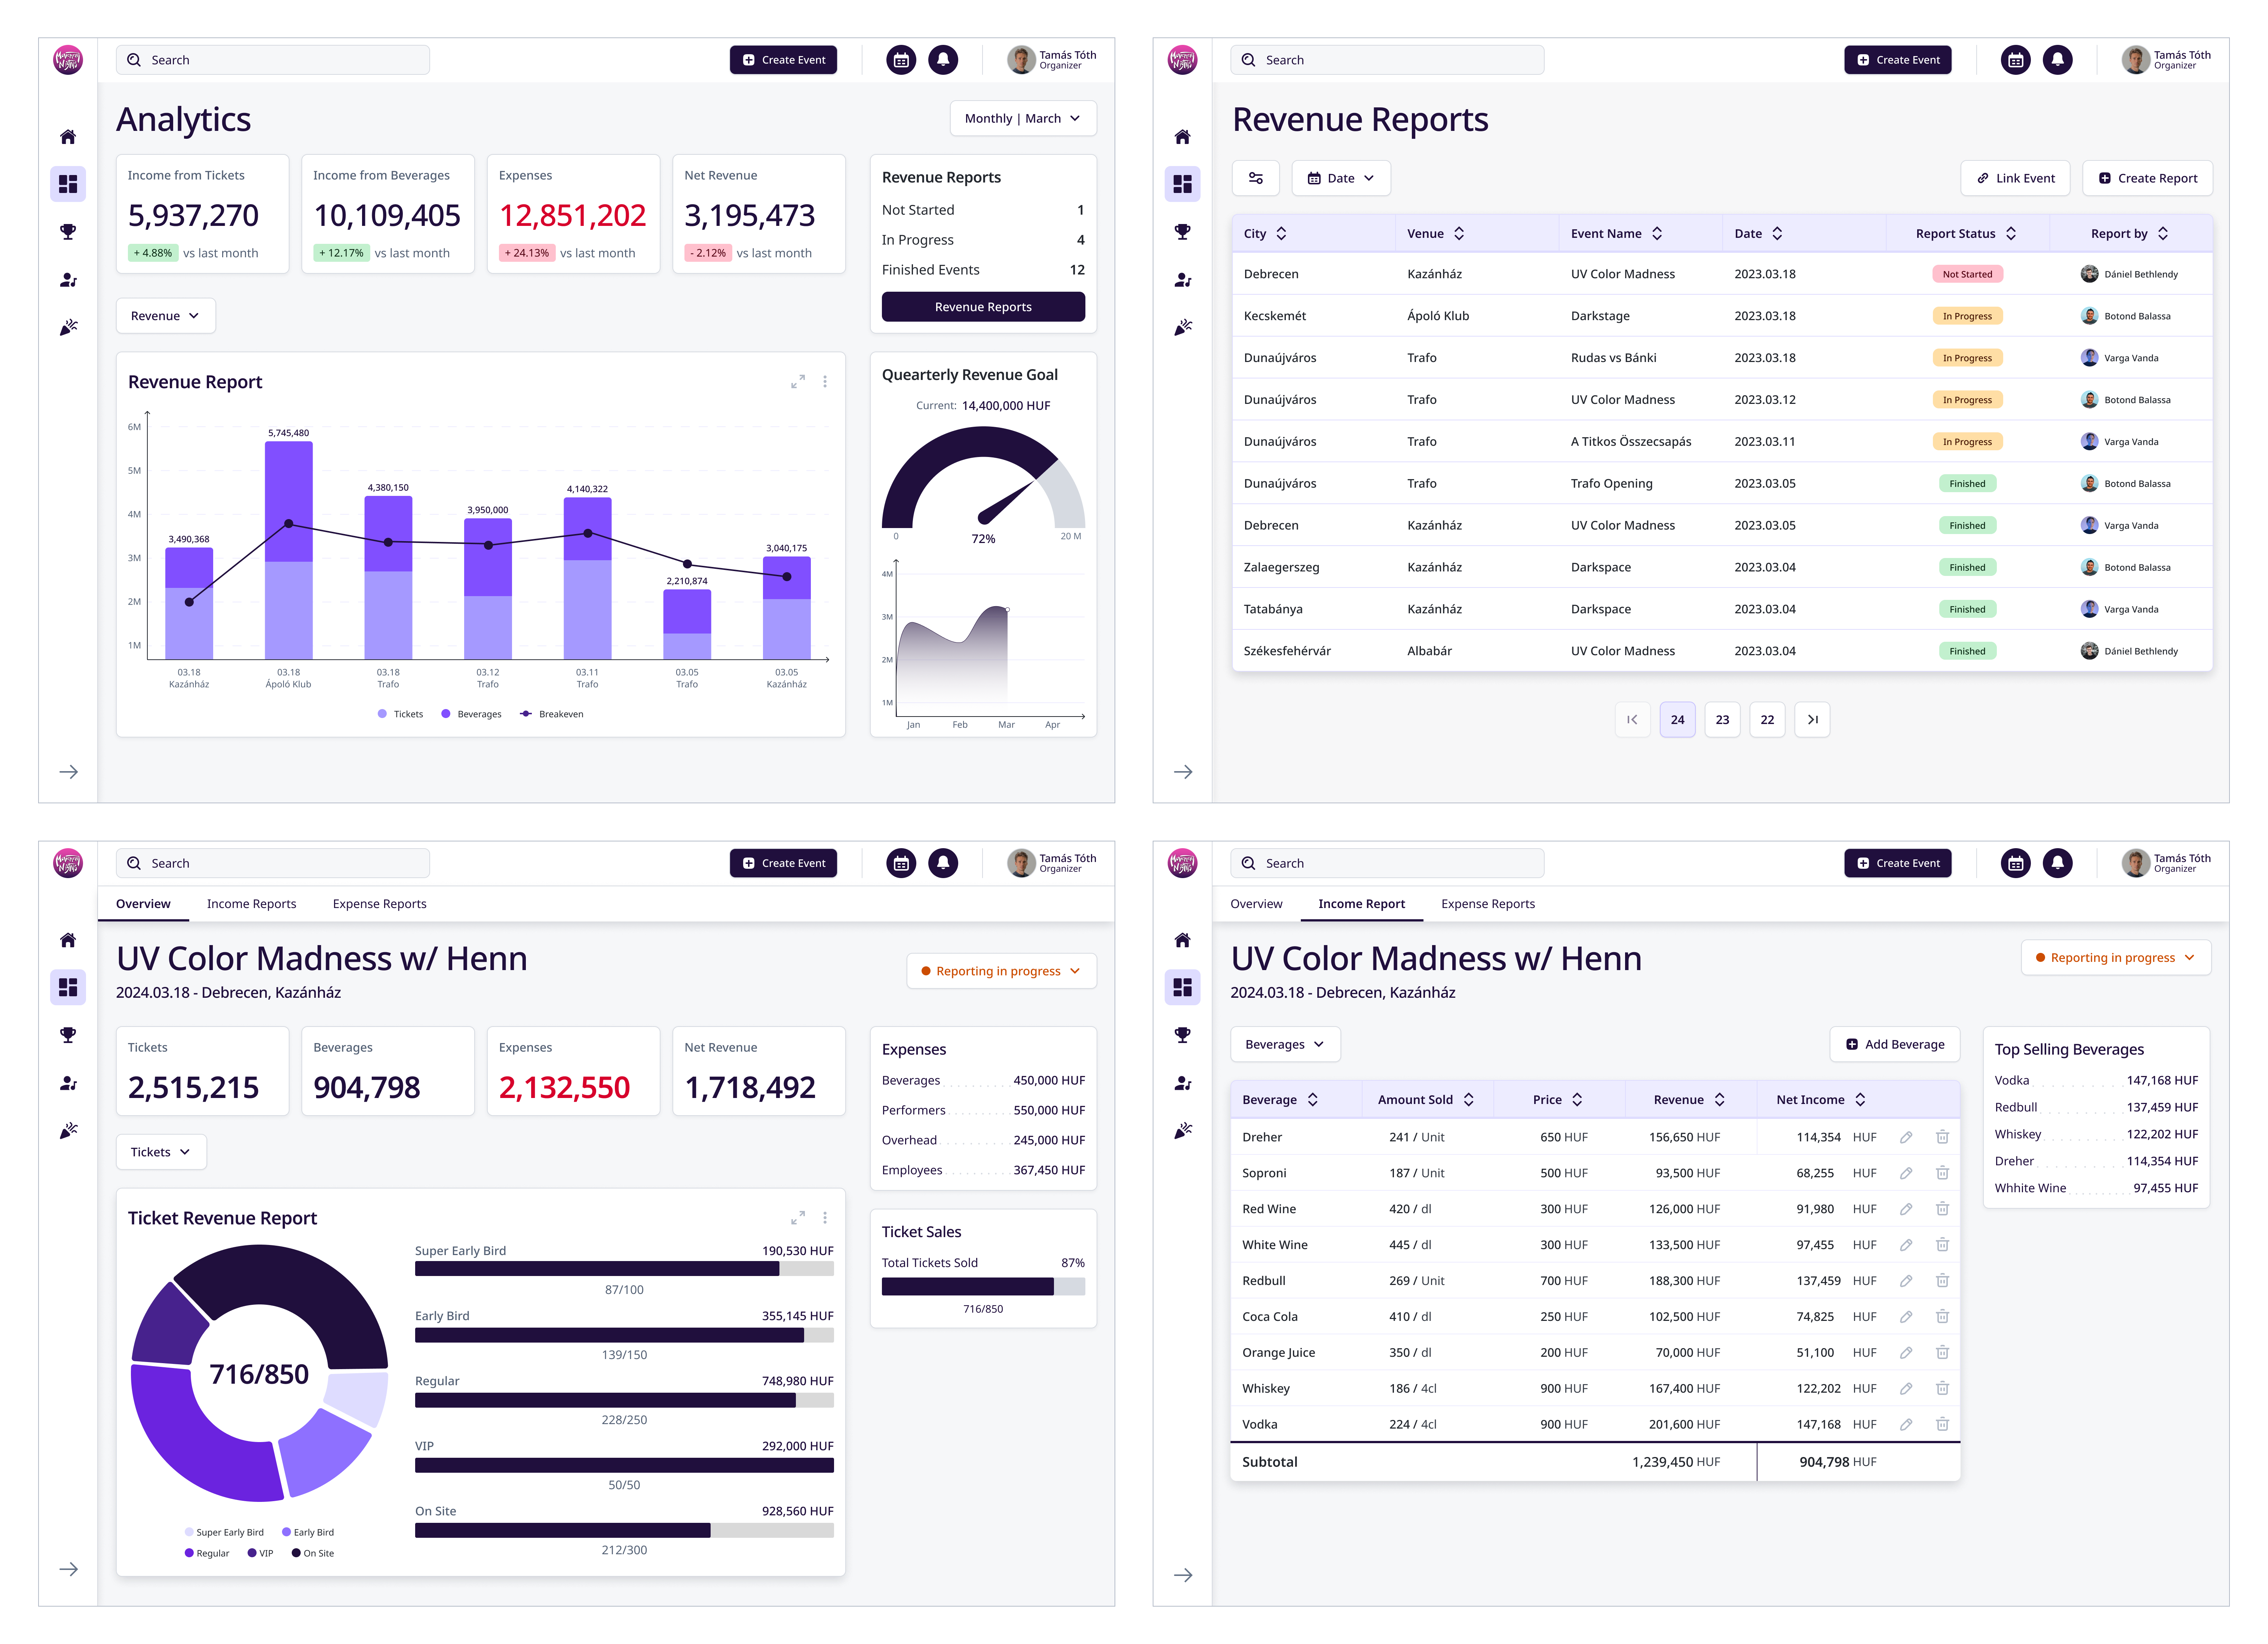 Search
Create Event
Tamás Tóth
Organizer
Analytics
Monthly | March
Income from Tickets
5,937,270
+ 4.88% vs last month
Income from Beverages
10,109,405
+ 12.17% vs last month
Expenses
12,851,202
+ 24.13% vs last month
Net Revenue
3,195,473
- 2.12% vs last month
Revenue Reports
Not Started 1
In Progress 4
Finished Events 12
Revenue Reports
Revenue
Revenue Report
6M
5M
4M
3M
2M
1M
3,490,368
5,745,480
4,380,150
3,950,000
4,140,322
2,210,874
3,040,175
03.18
Kazánház
03.18
Ápoló Klub
03.18
Trafo
03.12
Trafo
03.11
Trafo
03.05
Trafo
03.05
Kazánház
Tickets Beverages Breakeven
Quearterly Revenue Goal
Current: 14,400,000 HUF
0 72% 20 M
4M
3M
2M
1M
Jan Feb Mar Apr
Search
Create Event
Tamás Tóth
Organizer
Revenue Reports
Date
Link Event
Create Report
City Venue Event Name Date Report Status Report by
Debrecen Kazánház UV Color Madness 2023.03.18 Not Started Dániel Bethlendy
Kecskemét Ápoló Klub Darkstage 2023.03.18 In Progress Botond Balassa
Dunaújváros Trafo Rudas vs Bánki 2023.03.18 In Progress Varga Vanda
Dunaújváros Trafo UV Color Madness 2023.03.12 In Progress Botond Balassa
Dunaújváros Trafo A Titkos Összecsapás 2023.03.11 In Progress Varga Vanda
Dunaújváros Trafo Trafo Opening 2023.03.05 Finished Botond Balassa
Debrecen Kazánház UV Color Madness 2023.03.05 Finished Varga Vanda
Zalaegerszeg Kazánház Darkspace 2023.03.04 Finished Botond Balassa
Tatabánya Kazánház Darkspace 2023.03.04 Finished Varga Vanda
Székesfehérvár Albabár UV Color Madness 2023.03.04 Finished Dániel Bethlendy
24 23 22
Search
Create Event
Tamás Tóth
Organizer
Overview Income Reports Expense Reports
UV Color Madness w/ Henn
2024.03.18 - Debrecen, Kazánház
Reporting in progress
Tickets
2,515,215
Beverages
904,798
Expenses
2,132,550
Net Revenue
1,718,492
Expenses
Beverages 450,000 HUF
Performers 550,000 HUF
Overhead 245,000 HUF
Employees 367,450 HUF
Tickets
Ticket Revenue Report
716/850
Super Early Bird Early Bird
Regular VIP On Site
Super Early Bird 190,530 HUF
87/100
Early Bird 355,145 HUF
139/150
Regular 748,980 HUF
228/250
VIP 292,000 HUF
50/50
On Site 928,560 HUF
212/300
Ticket Sales
Total Tickets Sold 87%
716/850
Search
Create Event
Tamás Tóth
Organizer
Overview Income Report Expense Reports
UV Color Madness w/ Henn
2024.03.18 - Debrecen, Kazánház
Reporting in progress
Beverages
Add Beverage
Beverage Amount Sold Price Revenue Net Income
Dreher 241 / Unit 650 HUF 156,650 HUF 114,354 HUF
Soproni 187 / Unit 500 HUF 93,500 HUF 68,255 HUF
Red Wine 420 / dl 300 HUF 126,000 HUF 91,980 HUF
White Wine 445 / dl 300 HUF 133,500 HUF 97,455 HUF
Redbull 269 / Unit 700 HUF 188,300 HUF 137,459 HUF
Coca Cola 410 / dl 250 HUF 102,500 HUF 74,825 HUF
Orange Juice 350 / dl 200 HUF 70,000 HUF 51,100 HUF
Whiskey 186 / 4cl 900 HUF 167,400 HUF 122,202 HUF
Vodka 224 / 4cl 900 HUF 201,600 HUF 147,168 HUF
Subtotal 1,239,450 HUF 904,798 HUF
Top Selling Beverages
Vodka 147,168 HUF
Redbull 137,459 HUF
Whiskey 122,202 HUF
Dreher 114,354 HUF
Whhite Wine 97,455 HUF